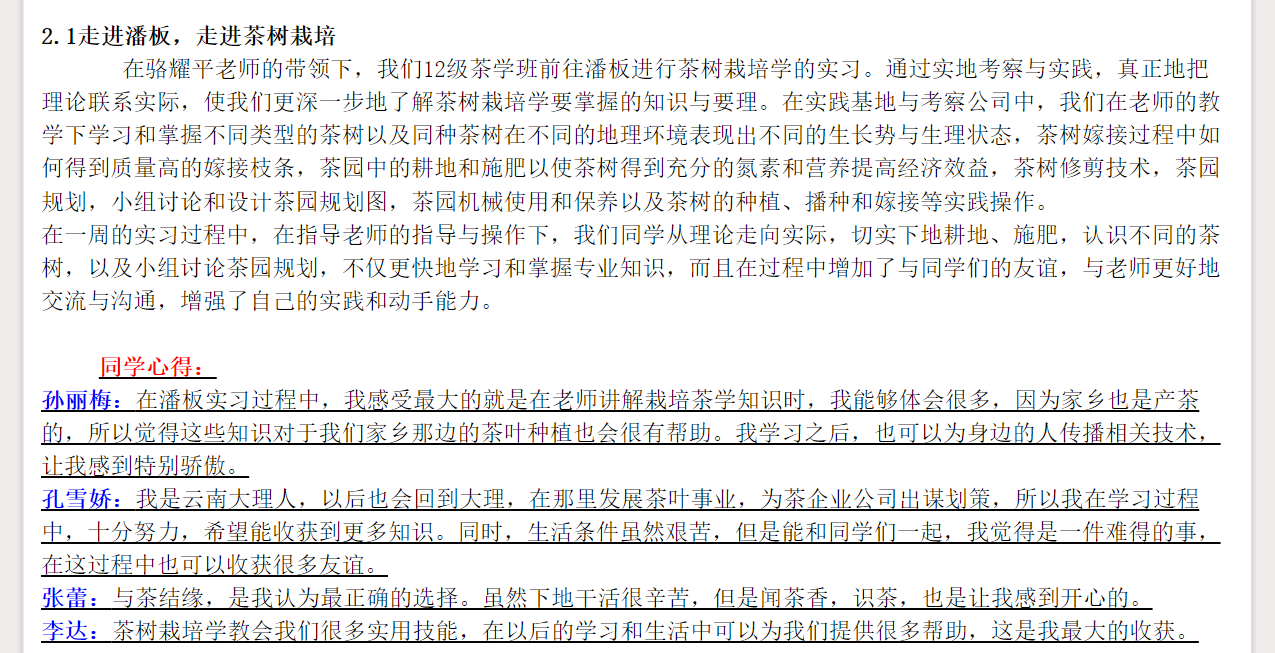 2.1走进潘板，走进茶树栽培
在骆耀平老师的带领下，我们12级茶学班前往潘板进行茶树栽培学的实习。通过实地考察与实践，真正地把
理论联系实际，使我们更深一步地了解茶树栽培学要掌握的知识与要理。在实践基地与考察公司中，我们在老师的教
学下学习和掌握不同类型的茶树以及同种茶树在不同的地理环境表现出不同的生长势与生理状态，茶树嫁接过程中如
何得到质量高的嫁接枝条，茶园中的耕地和施肥以使茶树得到充分的氮素和营养提高经济效益，茶树修剪技术，茶园
规划，小组讨论和设计茶园规划图，茶园机械使用和保养以及茶树的种植、播种和嫁接等实践操作。
在一周的实习过程中，在指导老师的指导与操作下，我们同学从理论走向实际，切实下地耕地、施肥，认识不同的茶
树，以及小组讨论茶园规划，不仅更快地学习和掌握专业知识，而且在过程中增加了与同学们的友谊，与老师更好地
交流与沟通，增强了自己的实践和动手能力。
同学心得：
孙丽梅：在潘板实习过程中，我感受最大的就是在老师讲解栽培茶学知识时，我能够体会很多，因为家乡也是产茶
的，所以觉得这些知识对于我们家乡那边的茶叶种植也会很有帮助。我学习之后，也可以为身边的人传播相关技术，
让我感到特别骄傲。
孔雪娇：我是云南大理人，以后也会回到大理，在那里发展茶叶事业，为茶企业公司出谋划策，所以我在学习过程
中，十分努力，希望能收获到更多知识。同时，生活条件虽然艰苦，但是能和同学们一起，我觉得是一件难得的事，
在这过程中也可以收获很多友谊。
张蕾：与茶结缘，是我认为最正确的选择。虽然下地干活很辛苦，但是闻茶香，识茶，也是让我感到开心的。
李达：茶树栽培学教会我们很多实用技能，在以后的学习和生活中可以为我们提供很多帮助，这是我最大的收获。